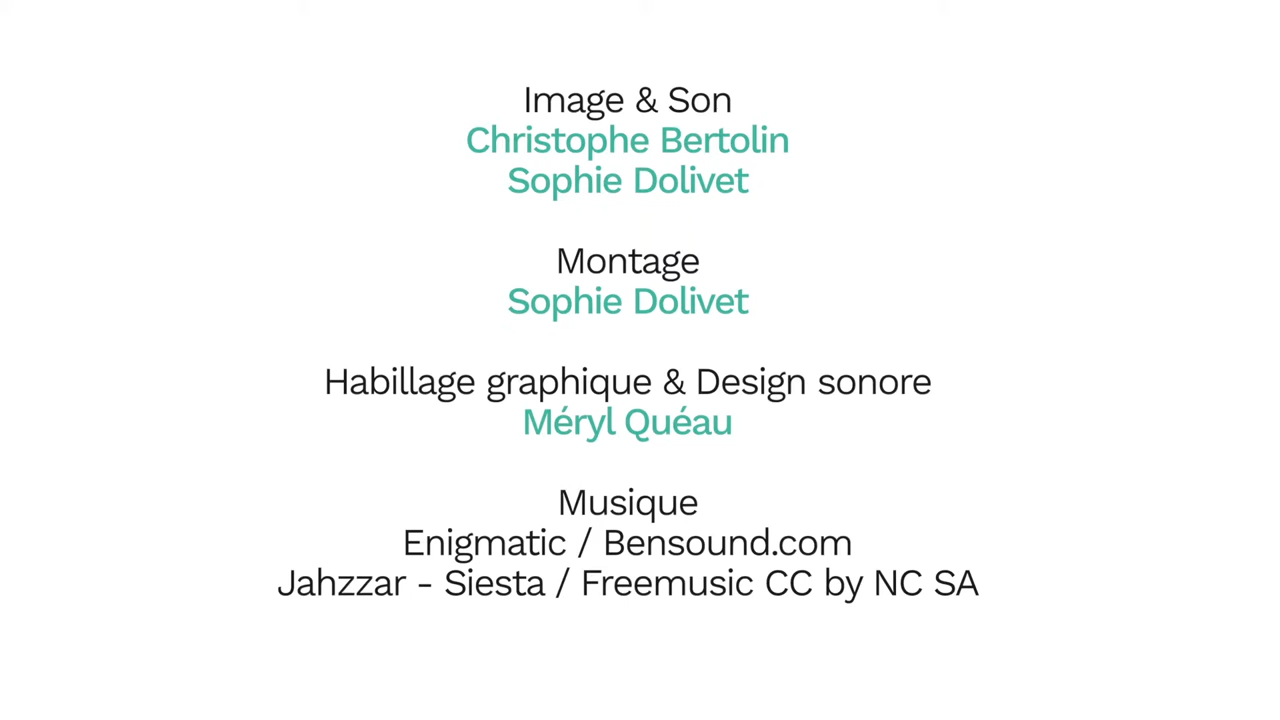 Image & Son
Christophe Bertolin
Sophie Dolivet
Montage
Sophie Dolivet
Habillage graphique & Design sonore
Méryl Quéau
Musique
Enigmatic / Bensound.com
Jahzzar - Siesta / Freemusic CC by NC SA